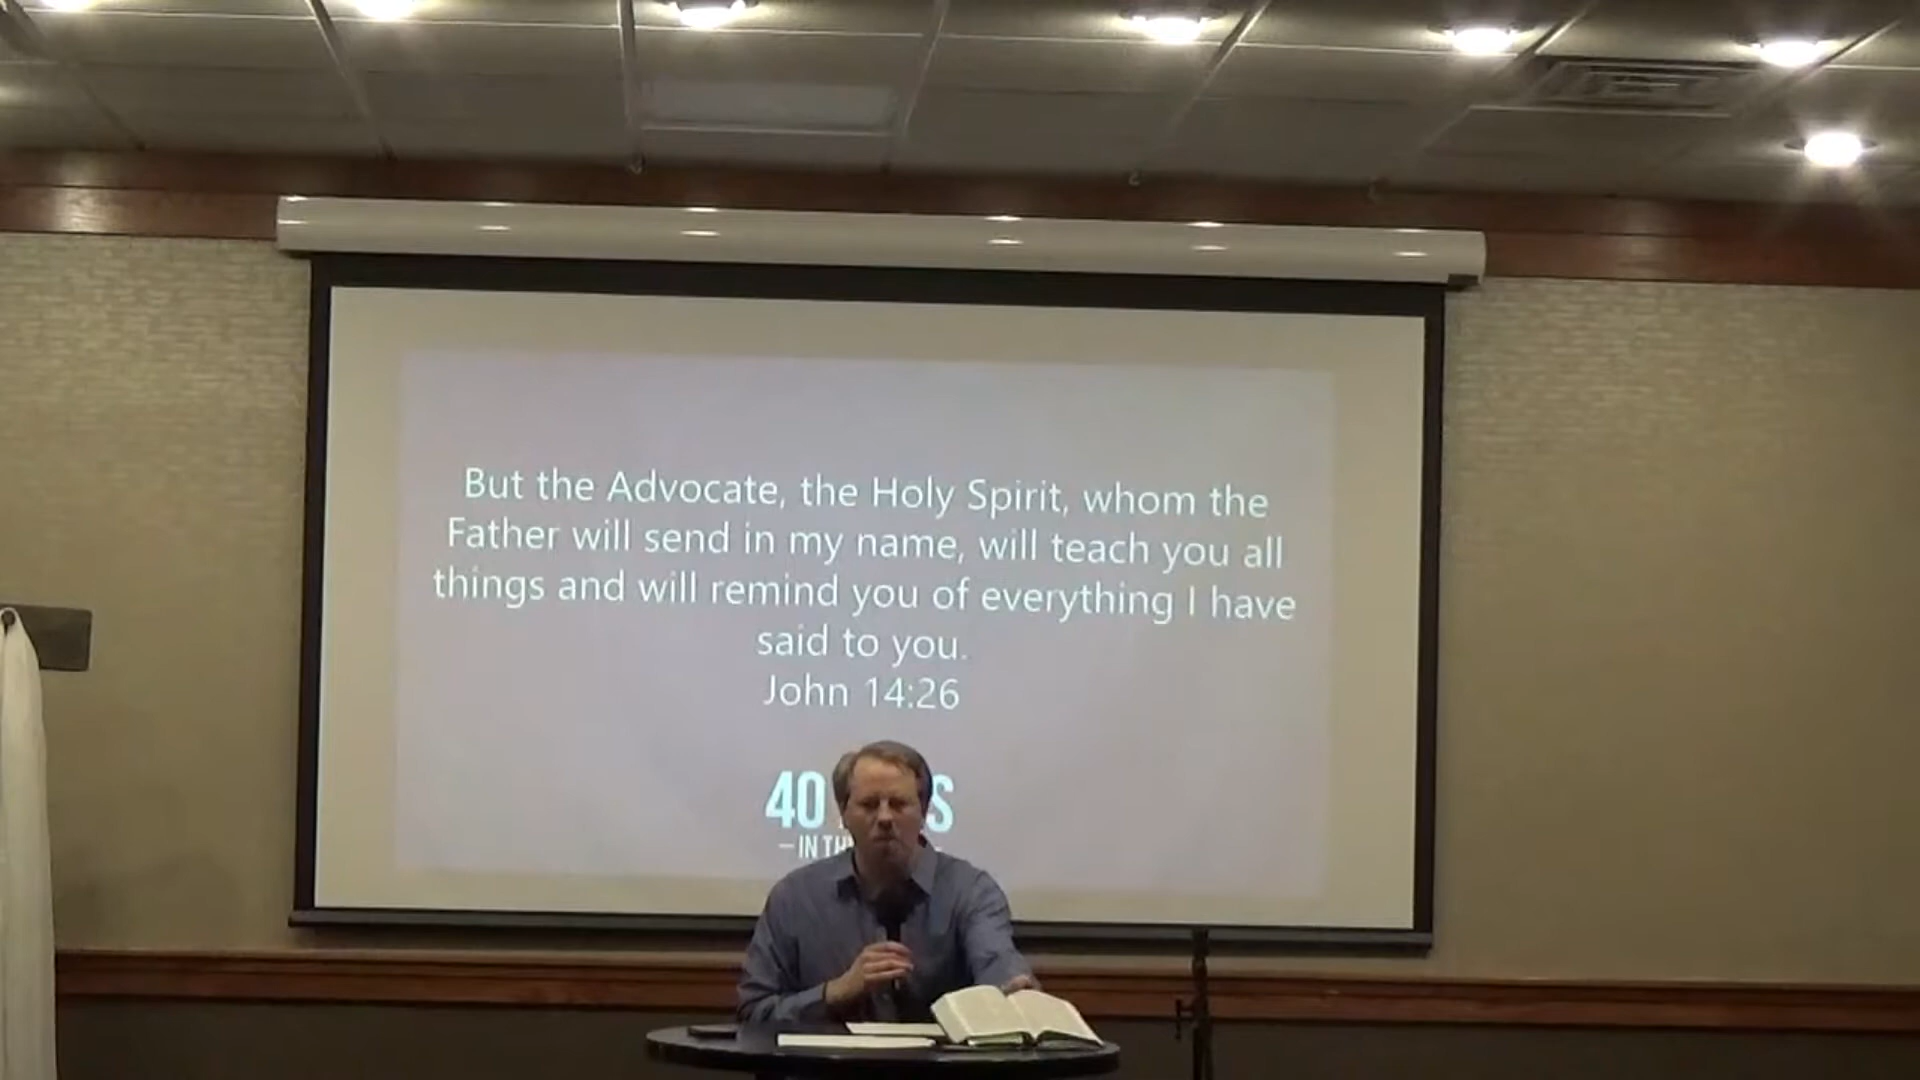 But the Advocate, the Holy Spirit, whom the
Father will send in my name, will teach you all
things and will remind you of everything I have
said to you.
John 14:26
40
IN